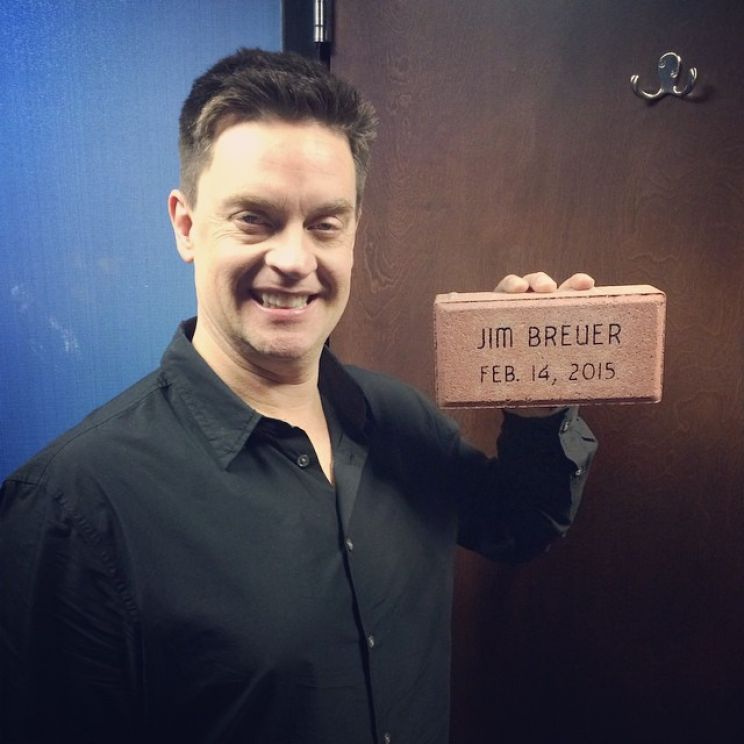 JIM BREUER
FEB. 14, 2015